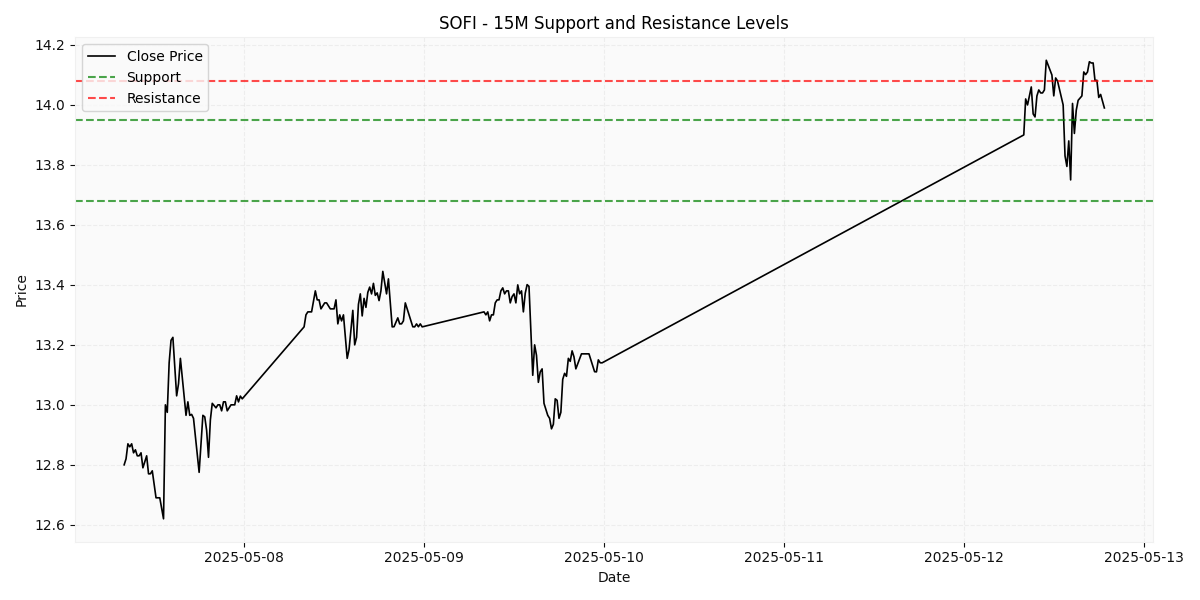 SOFI - 15M Support and Resistance Levels
Close Price
Support
Resistance
14.2
14.0
13.8
13.6
13.4
13.2
13.0
12.8
12.6
Price
2025-05-08
2025-05-09
2025-05-10
2025-05-11
2025-05-12
2025-05-13
Date